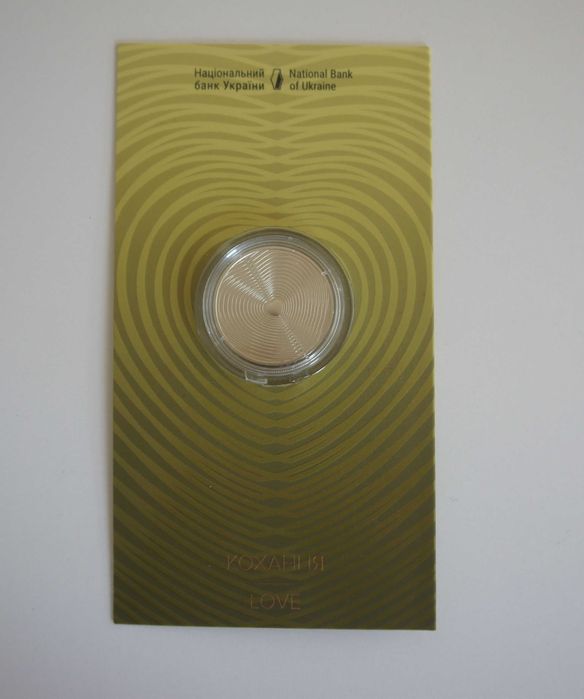 Національний
банк України
National Bank
of Ukraine
КОХАННЯ
LOVE